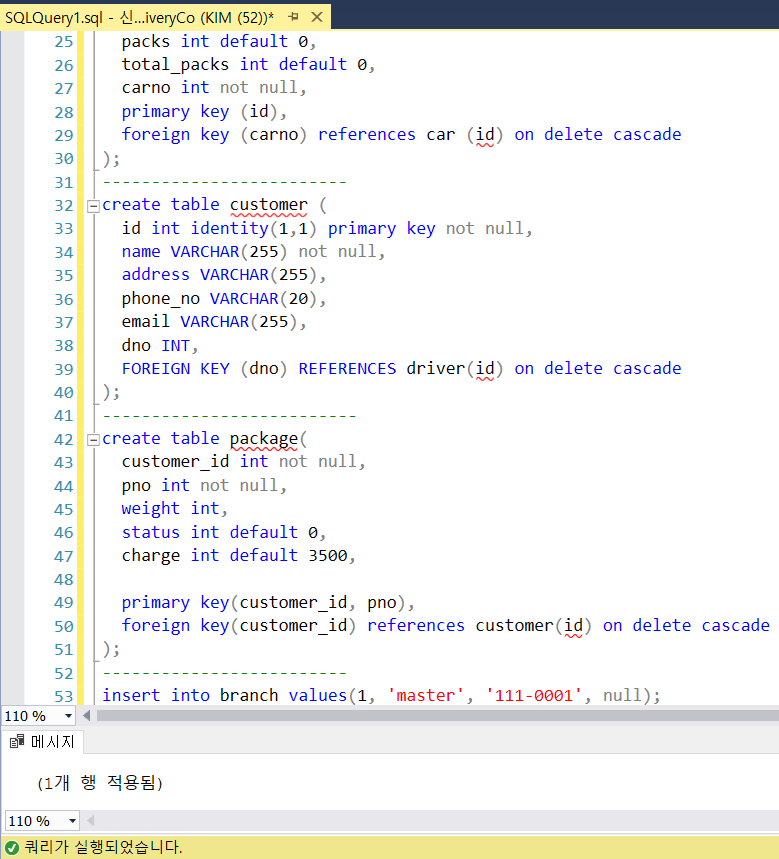 SQLQuery1.sql - 신...iveryCo (KIM (52))*
25 packs int default 0,
26 total_packs int default 0,
27 carno int not null,
28 primary key (id),
29 foreign key (carno) references car (id) on delete cascade
30 );
31 -------------------------
32 create table customer (
33 id int identity(1,1) primary key not null,
34 name VARCHAR(255) not null,
35 address VARCHAR(255),
36 phone_no VARCHAR(20),
37 email VARCHAR(255),
38 dno INT,
39 FOREIGN KEY (dno) REFERENCES driver(id) on delete cascade
40 );
41 --------------------------
42 create table package(
43 customer_id int not null,
44 pno int not null,
45 weight int,
46 status int default 0,
47 charge int default 3500,
48
49 primary key(customer_id, pno),
50 foreign key(customer_id) references customer(id) on delete cascade
51 );
52 -------------------------
53 insert into branch values(1, 'master', '111-0001', null);
110 %
메시지
(1개 행 적용됨)
110 %
쿼리가 실행되었습니다.